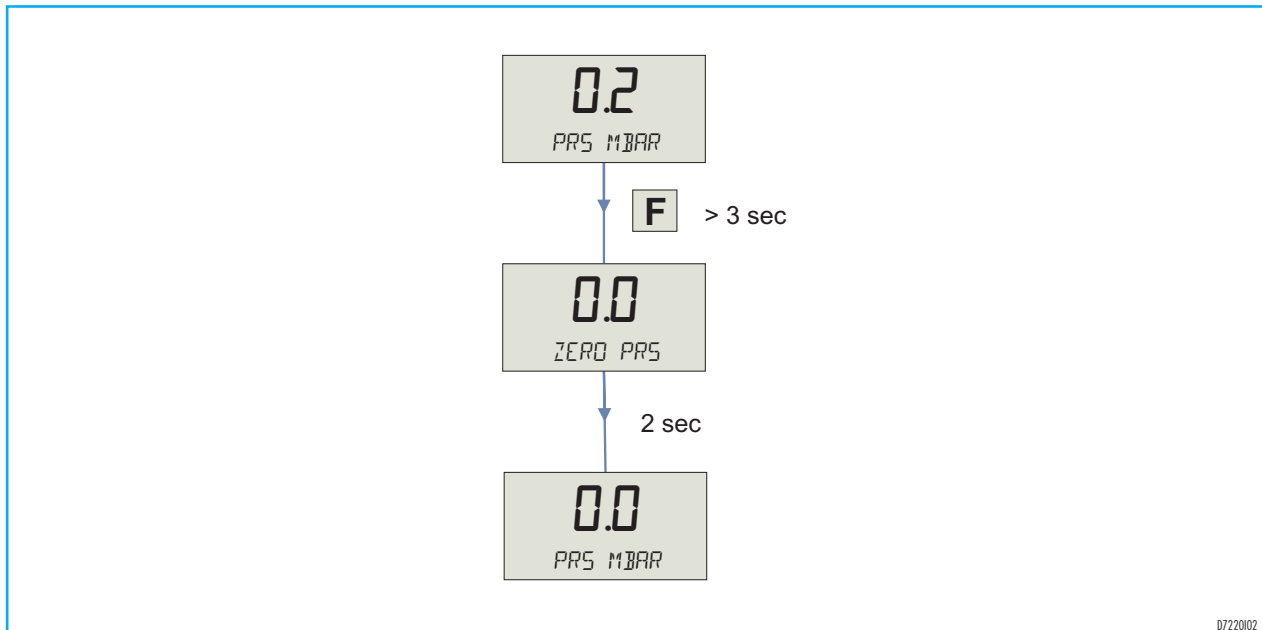 0.2
PRS MBAR
F > 3 sec
0.0
ZERO PRS
2 sec
0.0
PRS MBAR
D7220I02